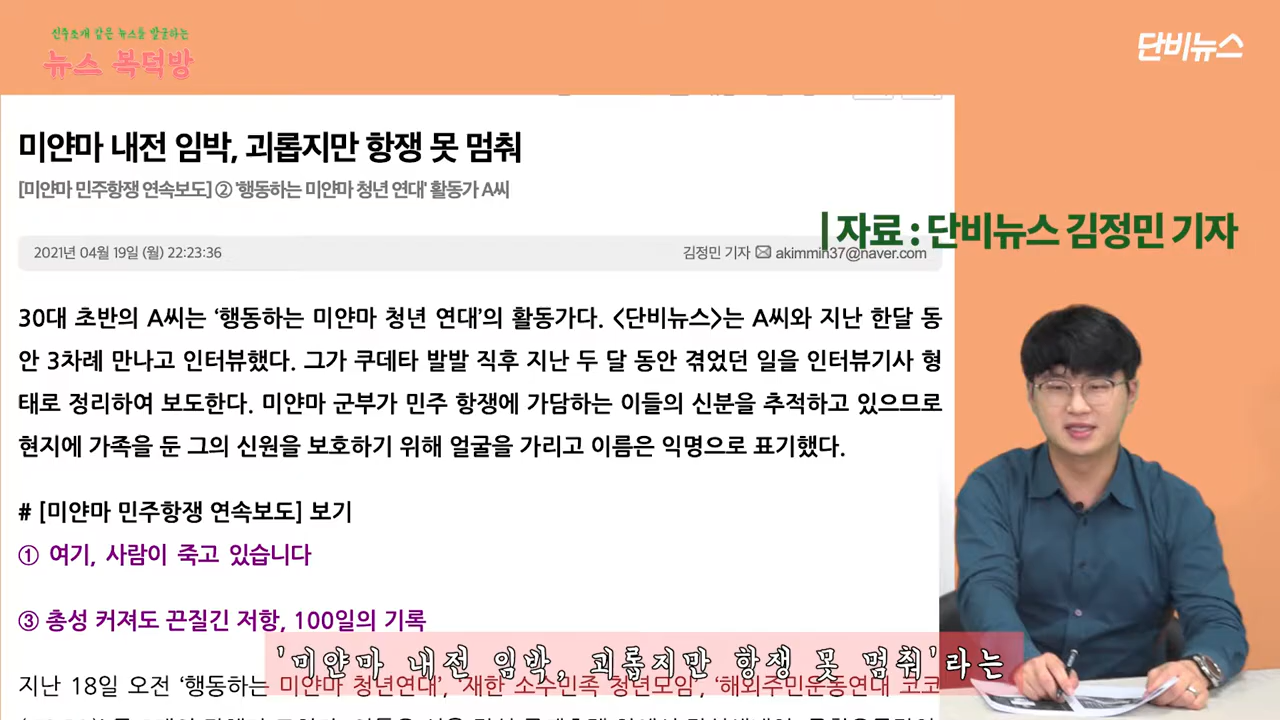 신주쏘개 같은 뉴스를 발굴하는
뉴스 복덕방
단비뉴스
미얀마 내전 임박, 괴롭지만 항쟁 못 멈춰
[미얀마 민주항쟁 연속보도] ② '행동하는 미얀마 청년 연대' 활동가 A씨
| 자료 : 단비뉴스 김정민 기자
2021년 04월 19일 (월) 22:23:36
김정민 기자 akimmin37@naver.com
30대 초반의 A씨는 ‘행동하는 미얀마 청년 연대’의 활동가다. <단비뉴스>는 A씨와 지난 한달 동
안 3차례 만나고 인터뷰했다. 그가 쿠데타 발발 직후 지난 두 달 동안 겪었던 일을 인터뷰기사 형
태로 정리하여 보도한다. 미얀마 군부가 민주 항쟁에 가담하는 이들의 신분을 추적하고 있으므로
현지에 가족을 둔 그의 신원을 보호하기 위해 얼굴을 가리고 이름은 익명으로 표기했다.
# [미얀마 민주항쟁 연속보도] 보기
① 여기, 사람이 죽고 있습니다
③ 총성 커져도 끈질긴 저항, 100일의 기록
'미얀마 내전 임박, 괴롭지만 항쟁 못 멈춰'라는
지난 18일 오전 ‘행동하는 미얀마 청년연대’, ‘재한 소수민족 청년모임’, ‘해외주민운동연대 코코